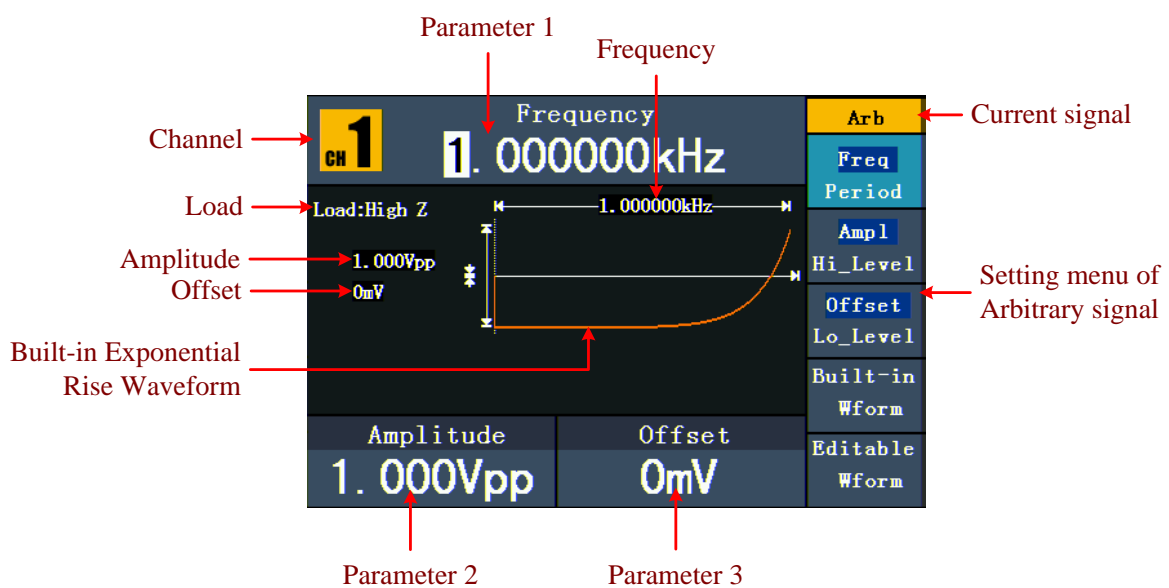 Parameter 1
Frequency
Channel
CH 1
Frequency
1.000000kHz
Arb
Current signal
Freq
Period
Load
Load:High Z
1.000000kHz
Ampl
Hi_Level
Amplitude
1.000Vpp
Offset
0mV
Offset
Lo_Level
Setting menu of
Arbitrary signal
Built-in Exponential
Rise Waveform
Built-in
Wform
Amplitude
1.000Vpp
Offset
0mV
Editable
Wform
Parameter 2
Parameter 3